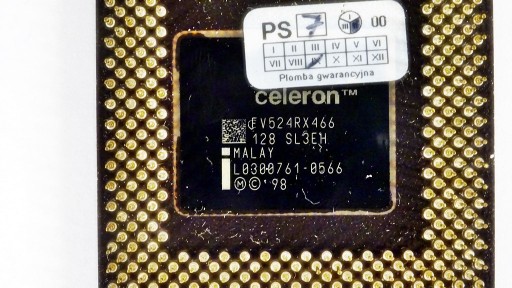 PS 7 00
I II III IV V VI
VII VIII X XI XII
Plomba gwarancyjna
celeron™
FV524RX466
128 SL3EH
MALAY
L0300761-0566
Ⓜ © '98